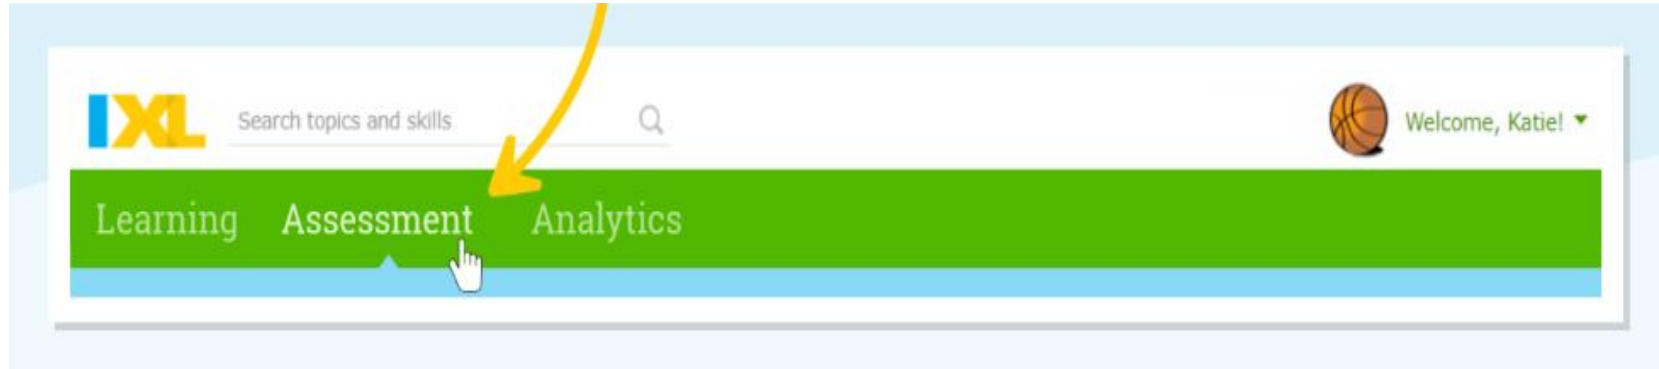 IXL
Search topics and skills
Welcome, Katie!
Learning Assessment Analytics